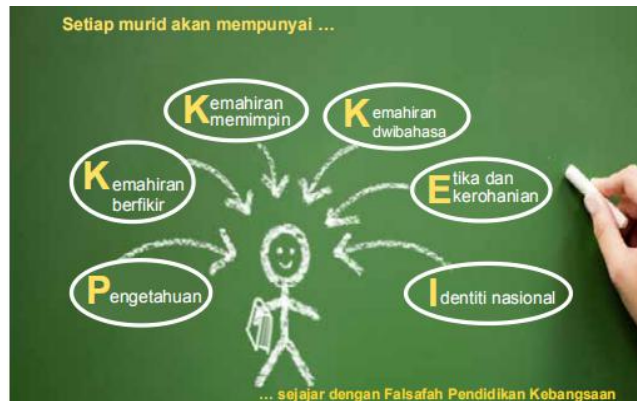 Setiap murid akan mempunyai ...
Kemahiran
memimpin
Kemahiran
dwibahasa
Kemahiran
berfikir
Etika dan
kerohanian
Pengetahuan
Identiti nasional
... sejajar dengan Falsafah Pendidikan Kebangsaan